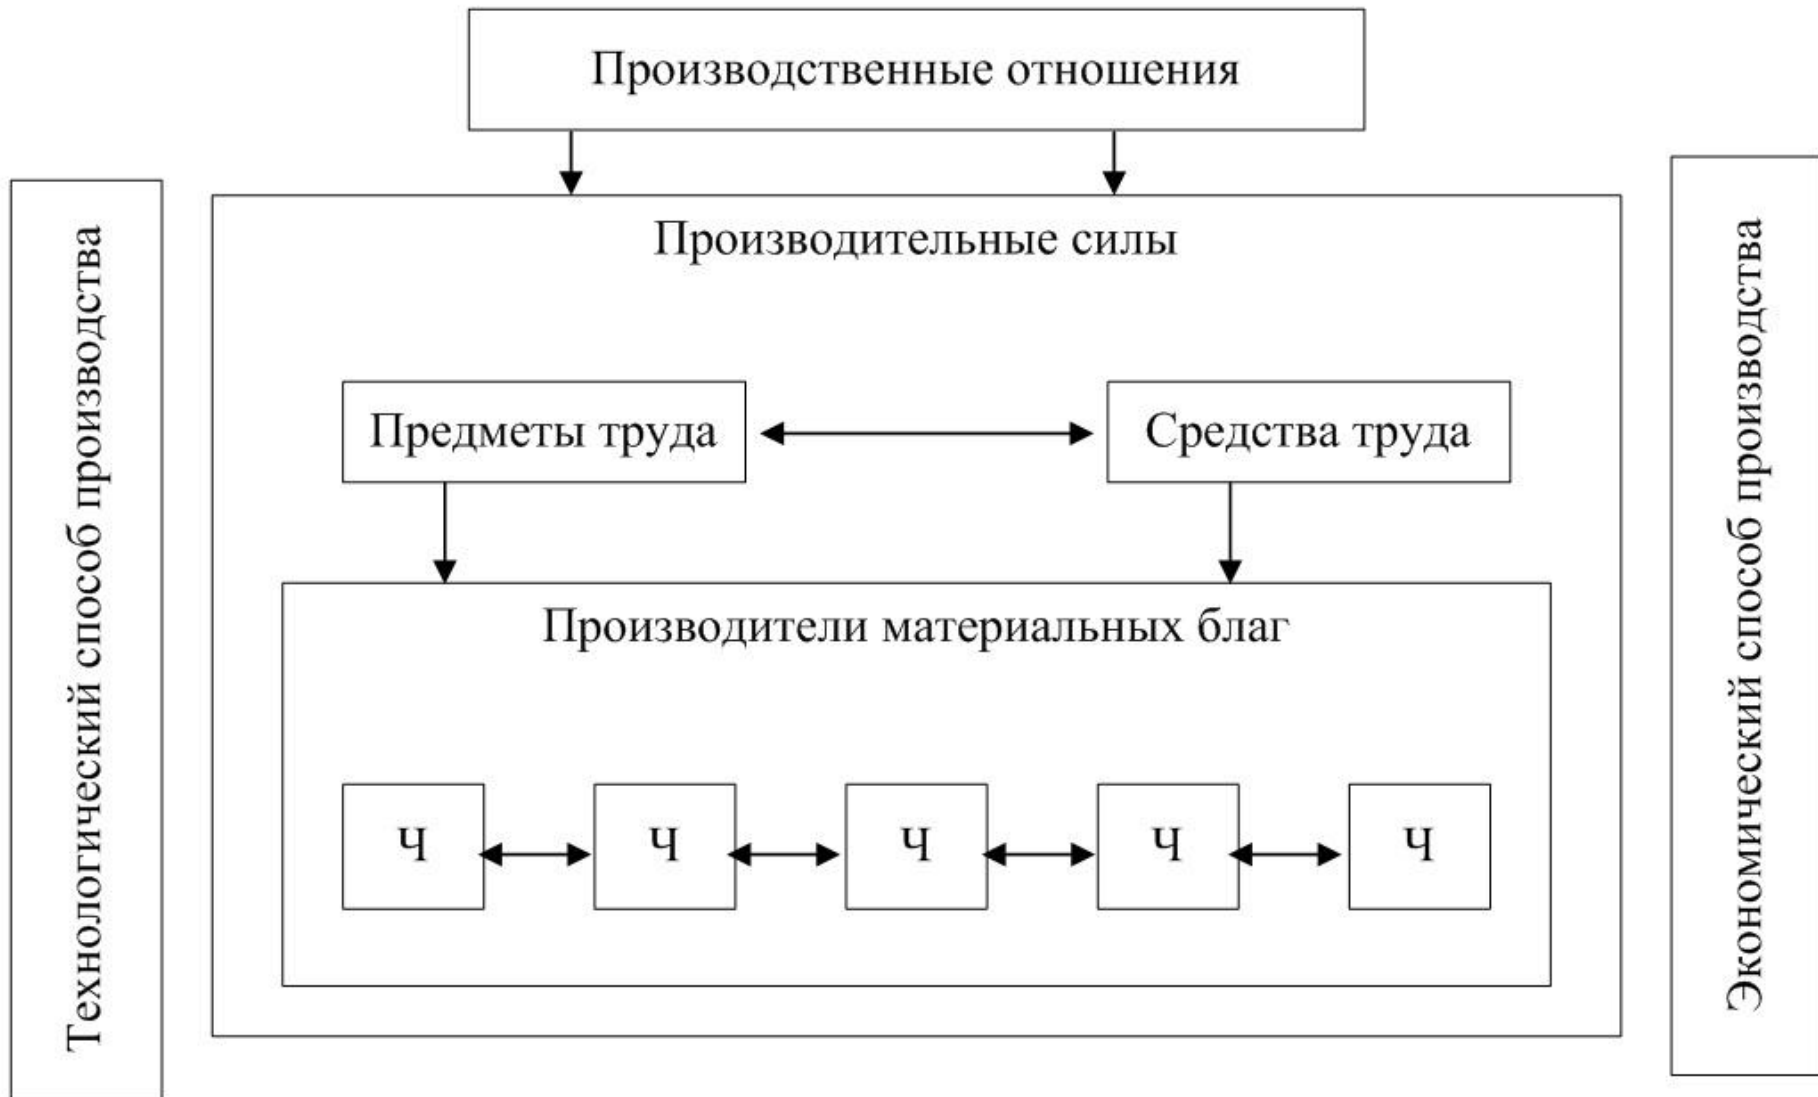 Производственные отношения
Технологический способ производства
Производительные силы
Предметы труда
Средства труда
Производители материальных благ
Ч
Ч
Ч
Ч
Ч
Экономический способ производства